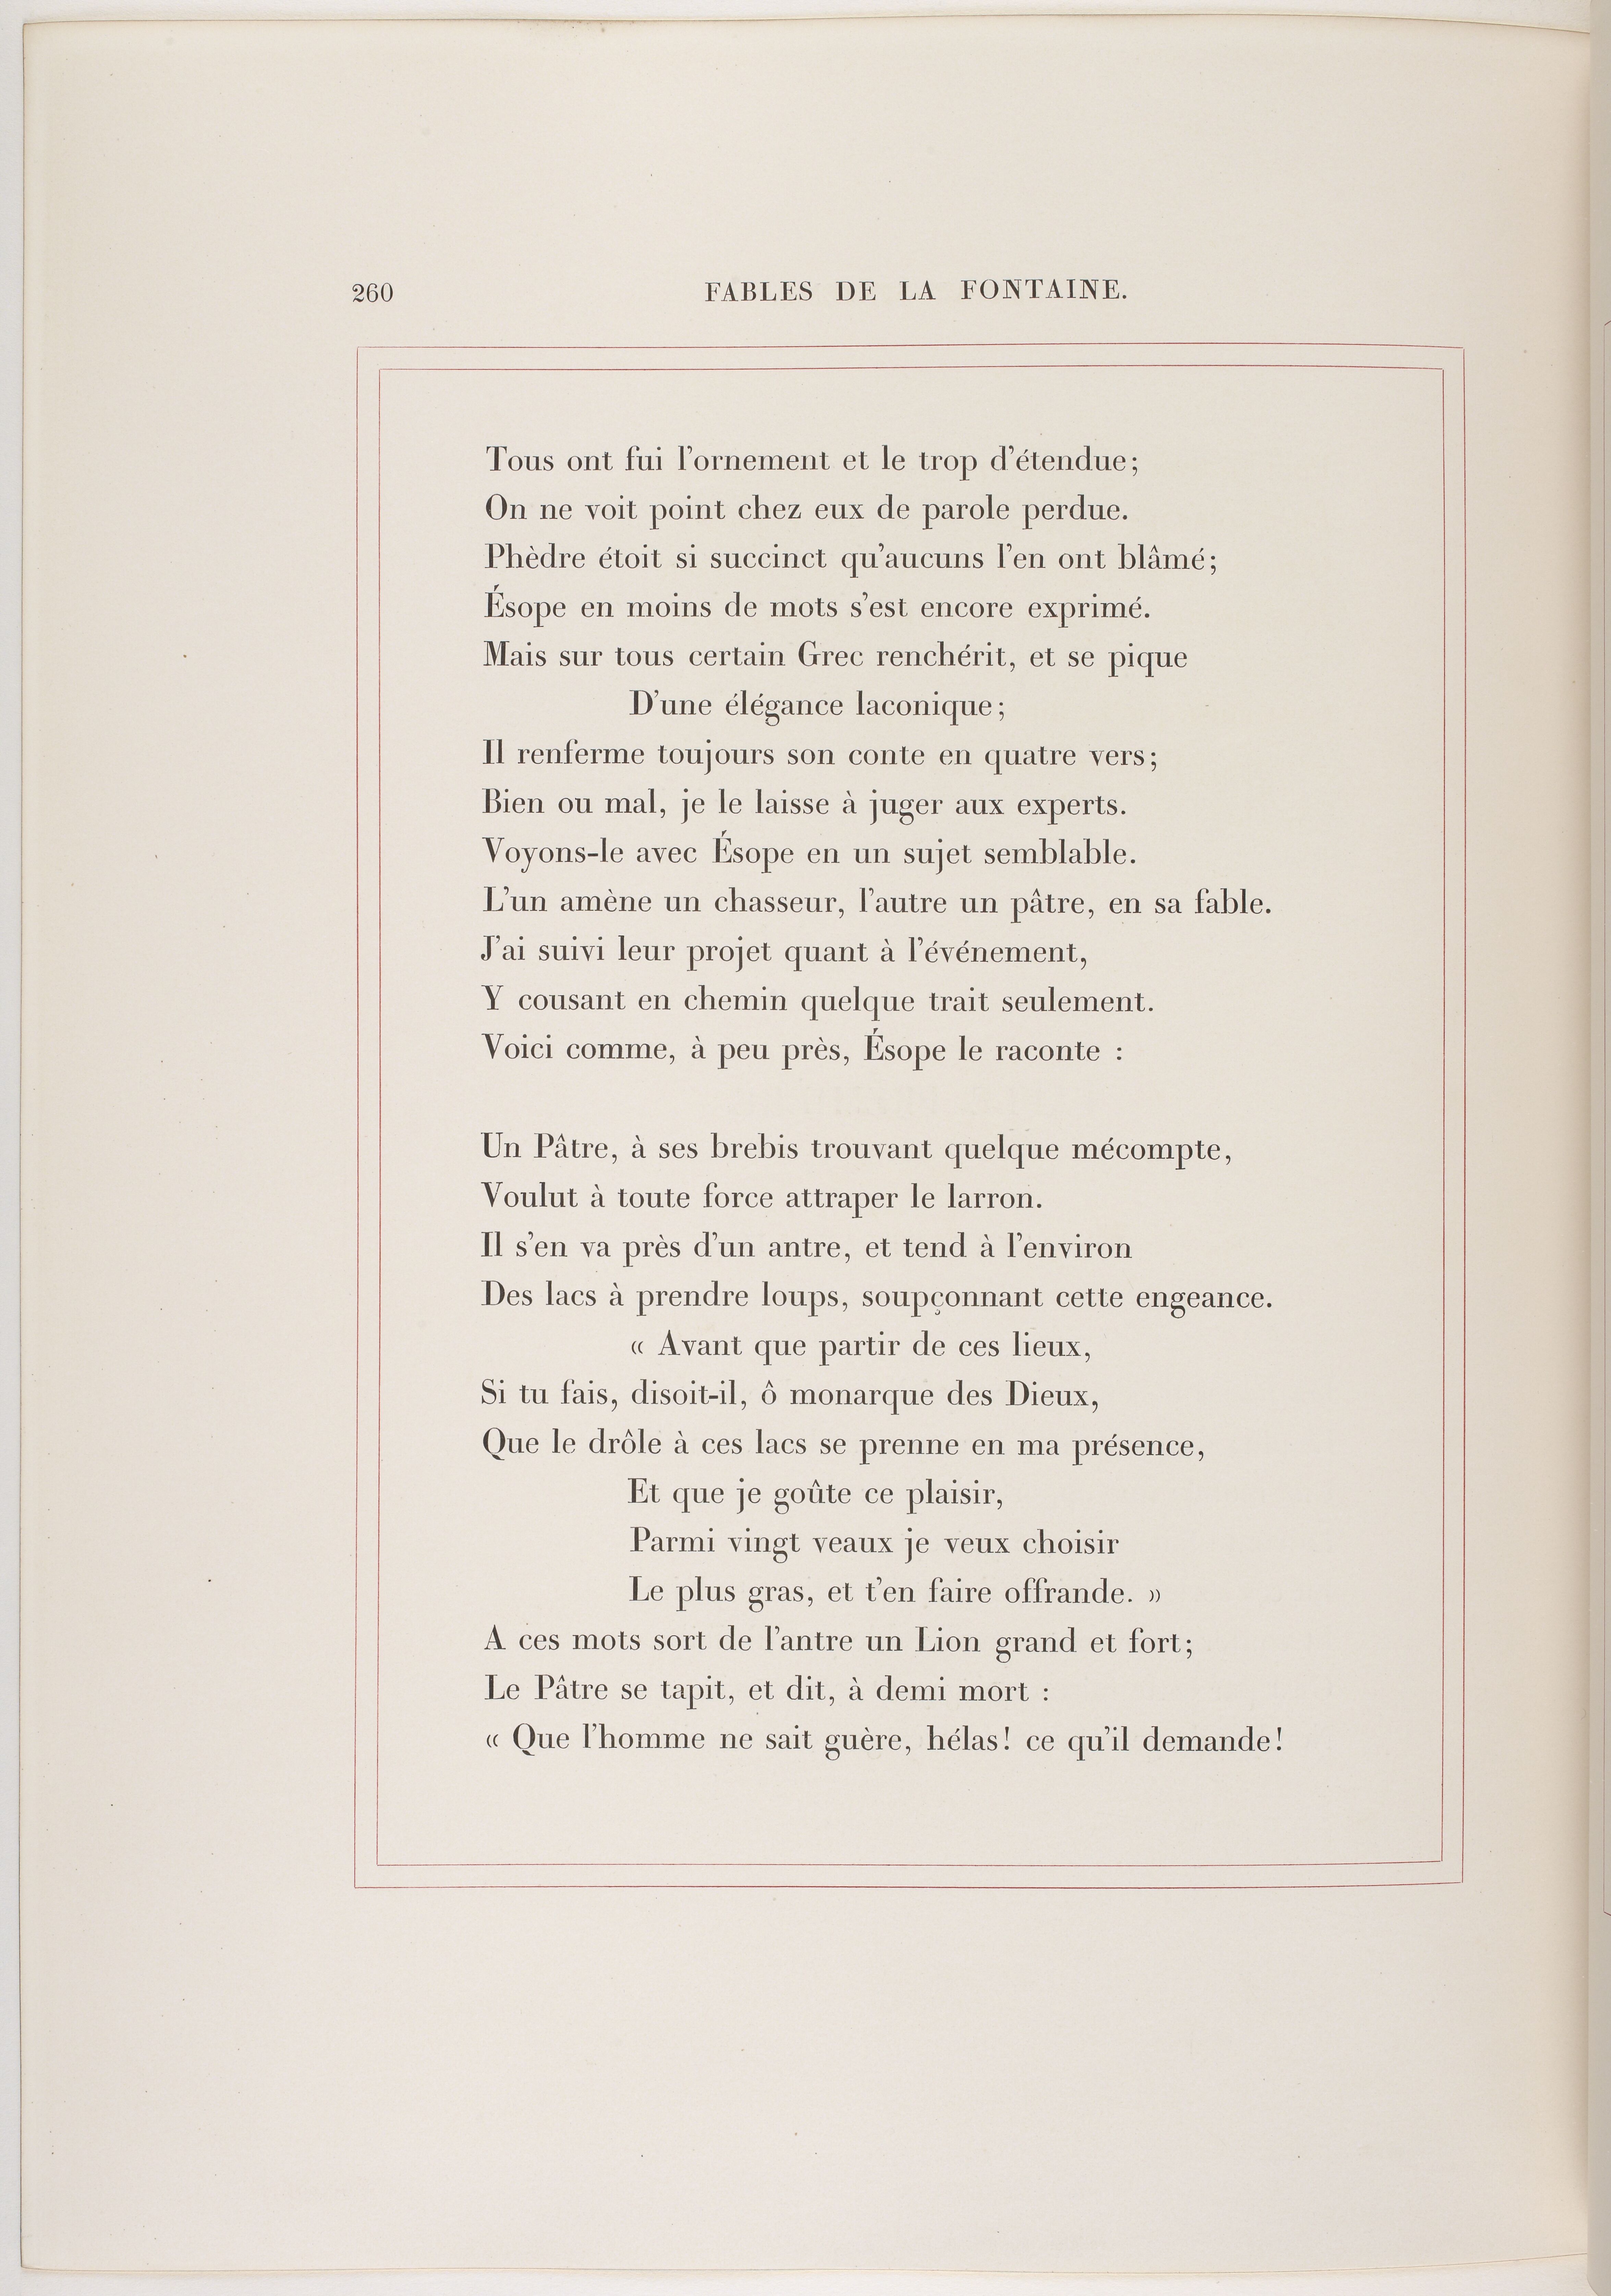 260
FABLES DE LA FONTAINE.
Tous ont fui l'ornement et le trop d'étendue;
On ne voit point chez eux de parole perdue.
Phèdre étoit si succinct qu'aucuns l'en ont blâmé;
Ésope en moins de mots s'est encore exprimé.
Mais sur tous certain Grec renchérit, et se pique
D'une élégance laconique;
Il renferme toujours son conte en quatre vers;
Bien ou mal, je le laisse à juger aux experts.
Voyons-le avec Ésope en un sujet semblable.
L'un amène un chasseur, l'autre un pâtre, en sa fable.
J'ai suivi leur projet quant à l'événement,
Y cousant en chemin quelque trait seulement.
Voici comme, à peu près, Ésope le raconte :
Un Pâtre, à ses brebis trouvant quelque mécompte,
Voulut à toute force attraper le larron.
Il s'en va près d'un antre, et tend à l'environ
Des lacs à prendre loups, soupçonnant cette engeance.
« Avant que partir de ces lieux,
Si tu fais, disoit-il, ô monarque des Dieux,
Que le drôle à ces lacs se prenne en ma présence,
Et que je goûte ce plaisir,
Parmi vingt veaux je veux choisir
Le plus gras, et t'en faire offrande. »
A ces mots sort de l'antre un Lion grand et fort;
Le Pâtre se tapit, et dit, à demi mort :
« Que l'homme ne sait guère, hélas! ce qu'il demande!